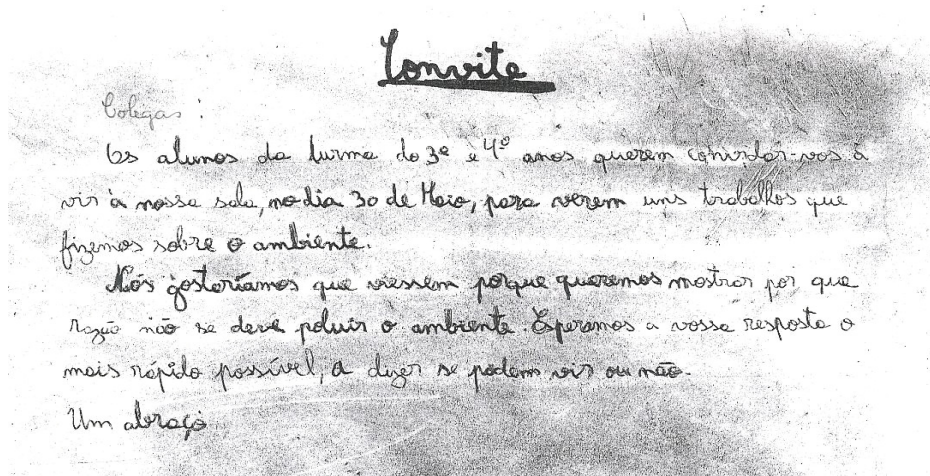 Convite
Colegas :
Os alunos da turma do 3º e 4º anos querem convidar-vos à
vir à nossa sala, no dia 30 de Maio, para verem uns trabalhos que
fizemos sobre o ambiente.
Nós gostaríamos que viessem porque queremos mostrar por que
razão não se deve poluir o ambiente. Esperamos a vossa resposta o
mais rápido possível, a dizer se podem vir ou não.
Um abraço